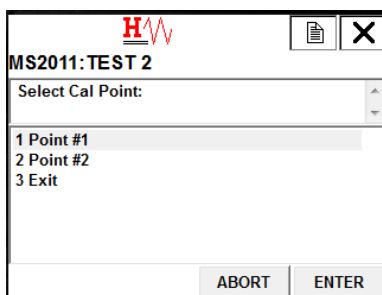 H
MS2011:TEST 2
Select Cal Point:
1 Point #1
2 Point #2
3 Exit
ABORT ENTER